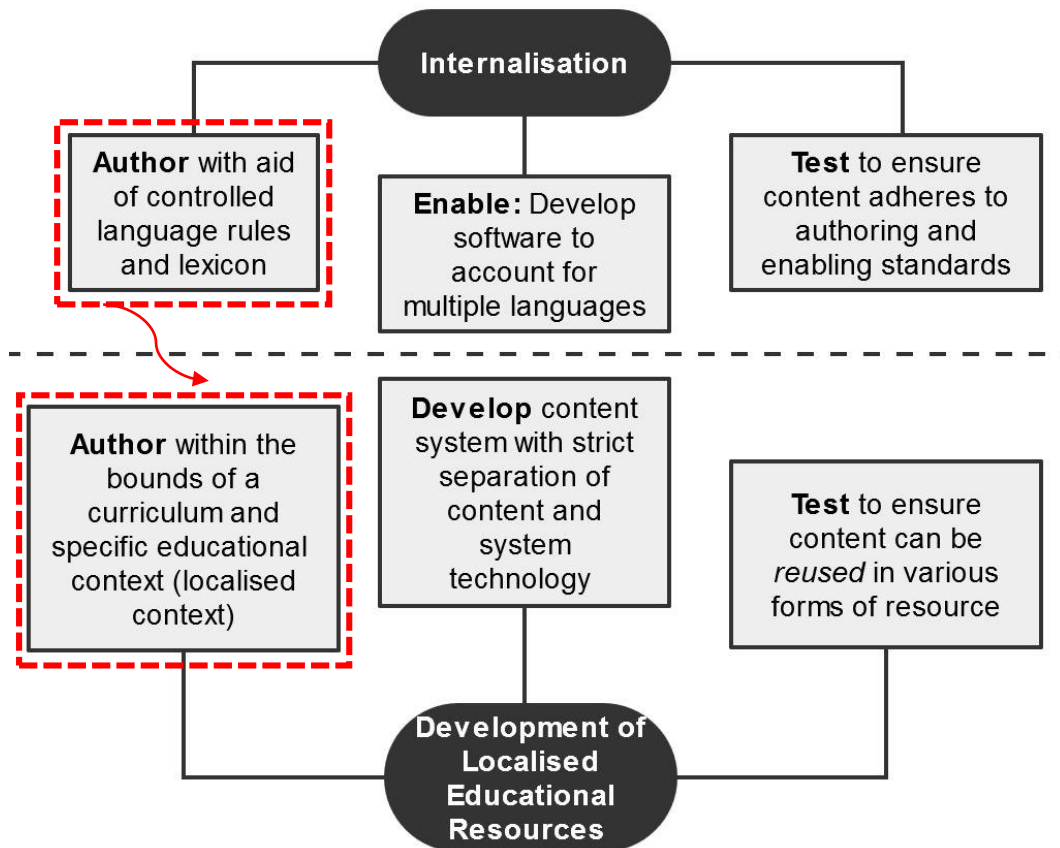 Internalisation
Author with aid
of controlled
language rules
and lexicon
Enable: Develop
software to
account for
multiple languages
Test to ensure
content adheres to
authoring and
enabling standards
Author within the
bounds of a
curriculum and
specific educational
context (localised
context)
Develop content
system with strict
separation of
content and
system
technology
Test to ensure
content can be
reused in various
forms of resource
Development of
Localised
Educational
Resources